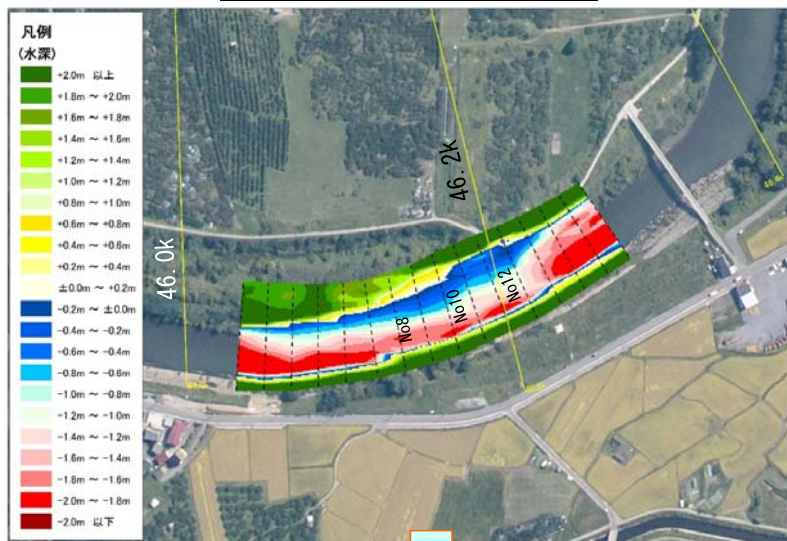 凡例
(水深)
+2.0m 以上
+1.8m ~ +2.0m
+1.6m ~ +1.8m
+1.4m ~ +1.6m
+1.2m ~ +1.4m
+1.0m ~ +1.2m
+0.8m ~ +1.0m
+0.6m ~ +0.8m
+0.4m ~ +0.6m
+0.2m ~ +0.4m
±0.0m ~ +0.2m
-0.2m ~ ±0.0m
-0.4m ~ -0.2m
-0.6m ~ -0.4m
-0.8m ~ -0.6m
-1.0m ~ -0.8m
-1.2m ~ -1.0m
-1.4m ~ -1.2m
-1.6m ~ -1.4m
-1.8m ~ -1.6m
-2.0m ~ -1.8m
-2.0m 以下
46.0k
46.2k
No8
No10
No12